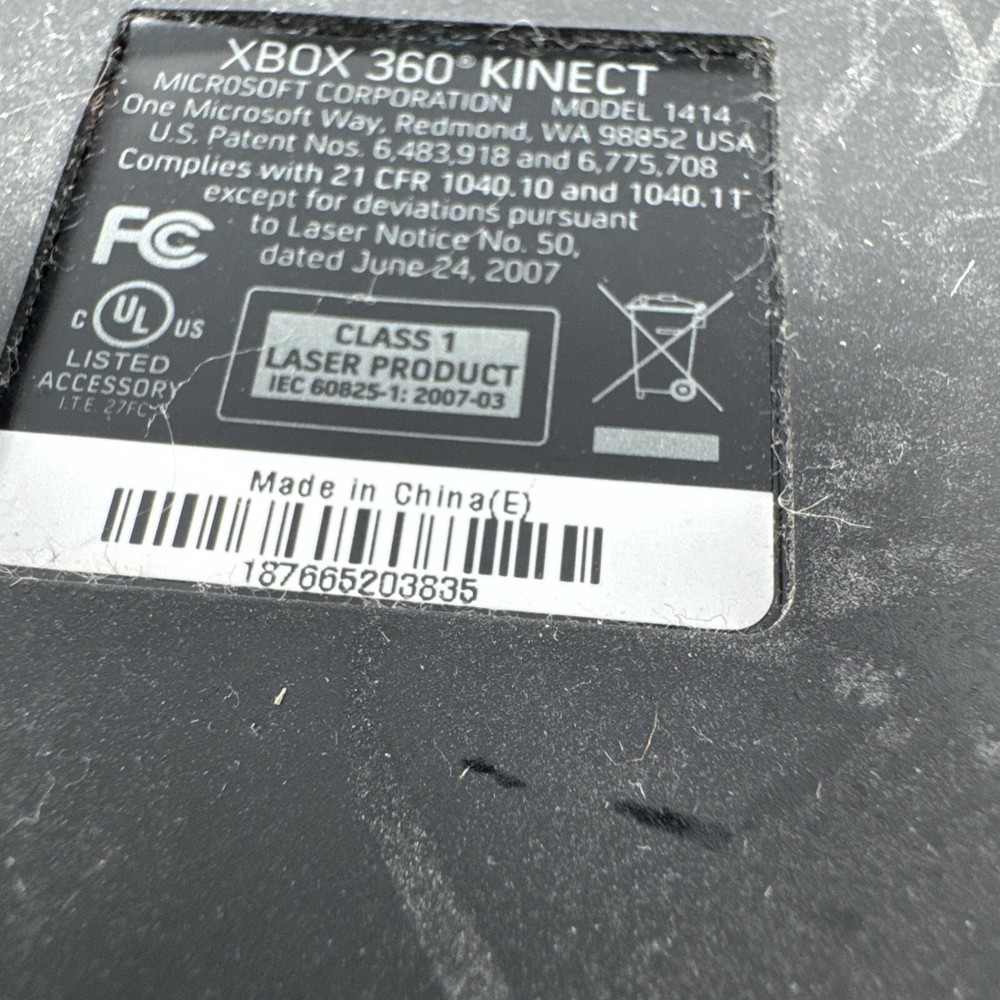 XBOX 360® KINECT
MICROSOFT CORPORATION MODEL 1414
One Microsoft Way, Redmond, WA 98052 USA
U.S. Patent Nos. 6,483,918 and 6,775,708
Complies with 21 CFR 1040.10 and 1040.11
except for deviations pursuant
to Laser Notice No. 50,
dated June 24, 2007
FC
C UL US
LISTED
ACCESSORY
I.T.E. 27FC
CLASS 1
LASER PRODUCT
IEC 60825-1: 2007-03
Made in China(E)
187665203835